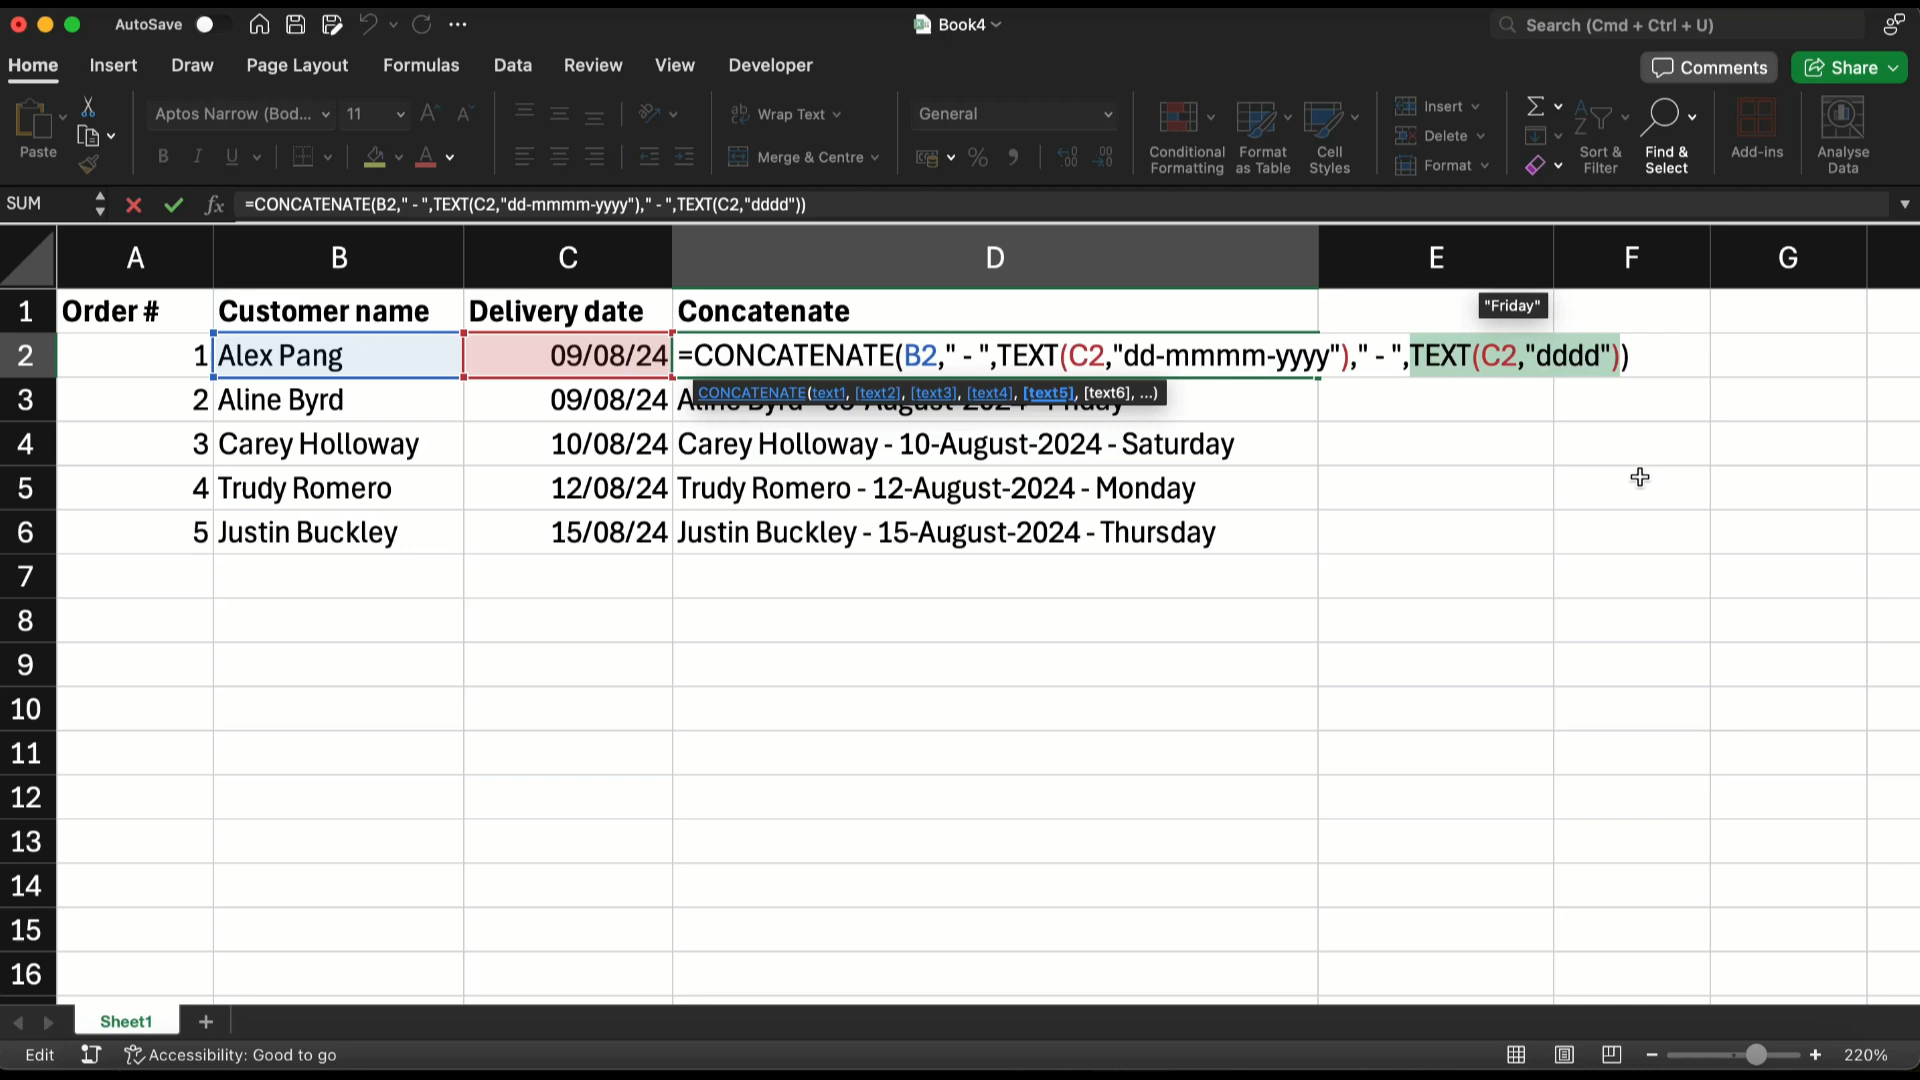 AutoSave
Book4
Search (Cmd + Ctrl + U)
Home Insert Draw Page Layout Formulas Data Review View Developer
Comments Share
Paste
Aptos Narrow (Bod... 11
B I U
Wrap Text
Merge & Centre
General
Conditional Formatting
Format as Table
Cell Styles
Insert
Delete
Format
Sort & Filter
Find & Select
Add-ins
Analyse Data
SUM fx =CONCATENATE(B2," - ",TEXT(C2,"dd-mmmm-yyyy")," - ",TEXT(C2,"dddd"))
A B C D E F G
1 Order # Customer name Delivery date Concatenate "Friday"
2 1 Alex Pang 09/08/24 =CONCATENATE(B2," - ",TEXT(C2,"dd-mmmm-yyyy")," - ",TEXT(C2,"dddd"))
CONCATENATE(text1, [text2], [text3], [text4], [text5], [text6], ...)
3 2 Aline Byrd 09/08/24
4 3 Carey Holloway 10/08/24 Carey Holloway - 10-August-2024 - Saturday
5 4 Trudy Romero 12/08/24 Trudy Romero - 12-August-2024 - Monday
6 5 Justin Buckley 15/08/24 Justin Buckley - 15-August-2024 - Thursday
7
8
9
10
11
12
13
14
15
16
Sheet1
Edit Accessibility: Good to go 220%